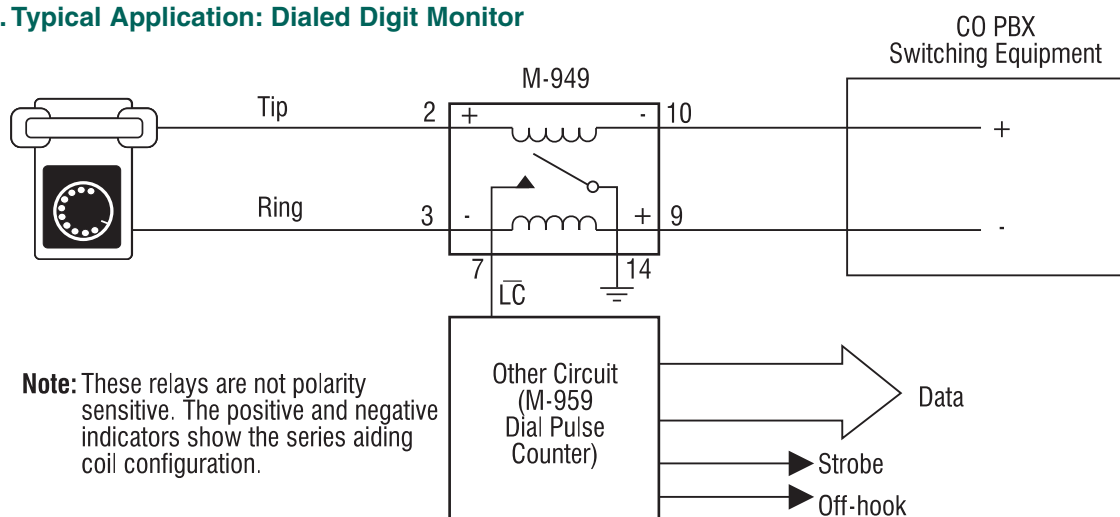 . Typical Application: Dialed Digit Monitor
CO PBX
Switching Equipment
M-949
Tip
2
+
-
10
+
Ring
3
-
+
9
-
7
14
L̅C̅
Note: These relays are not polarity
sensitive. The positive and negative
indicators show the series aiding
coil configuration.
Other Circuit
(M-959
Dial Pulse
Counter)
Data
Strobe
Off-hook